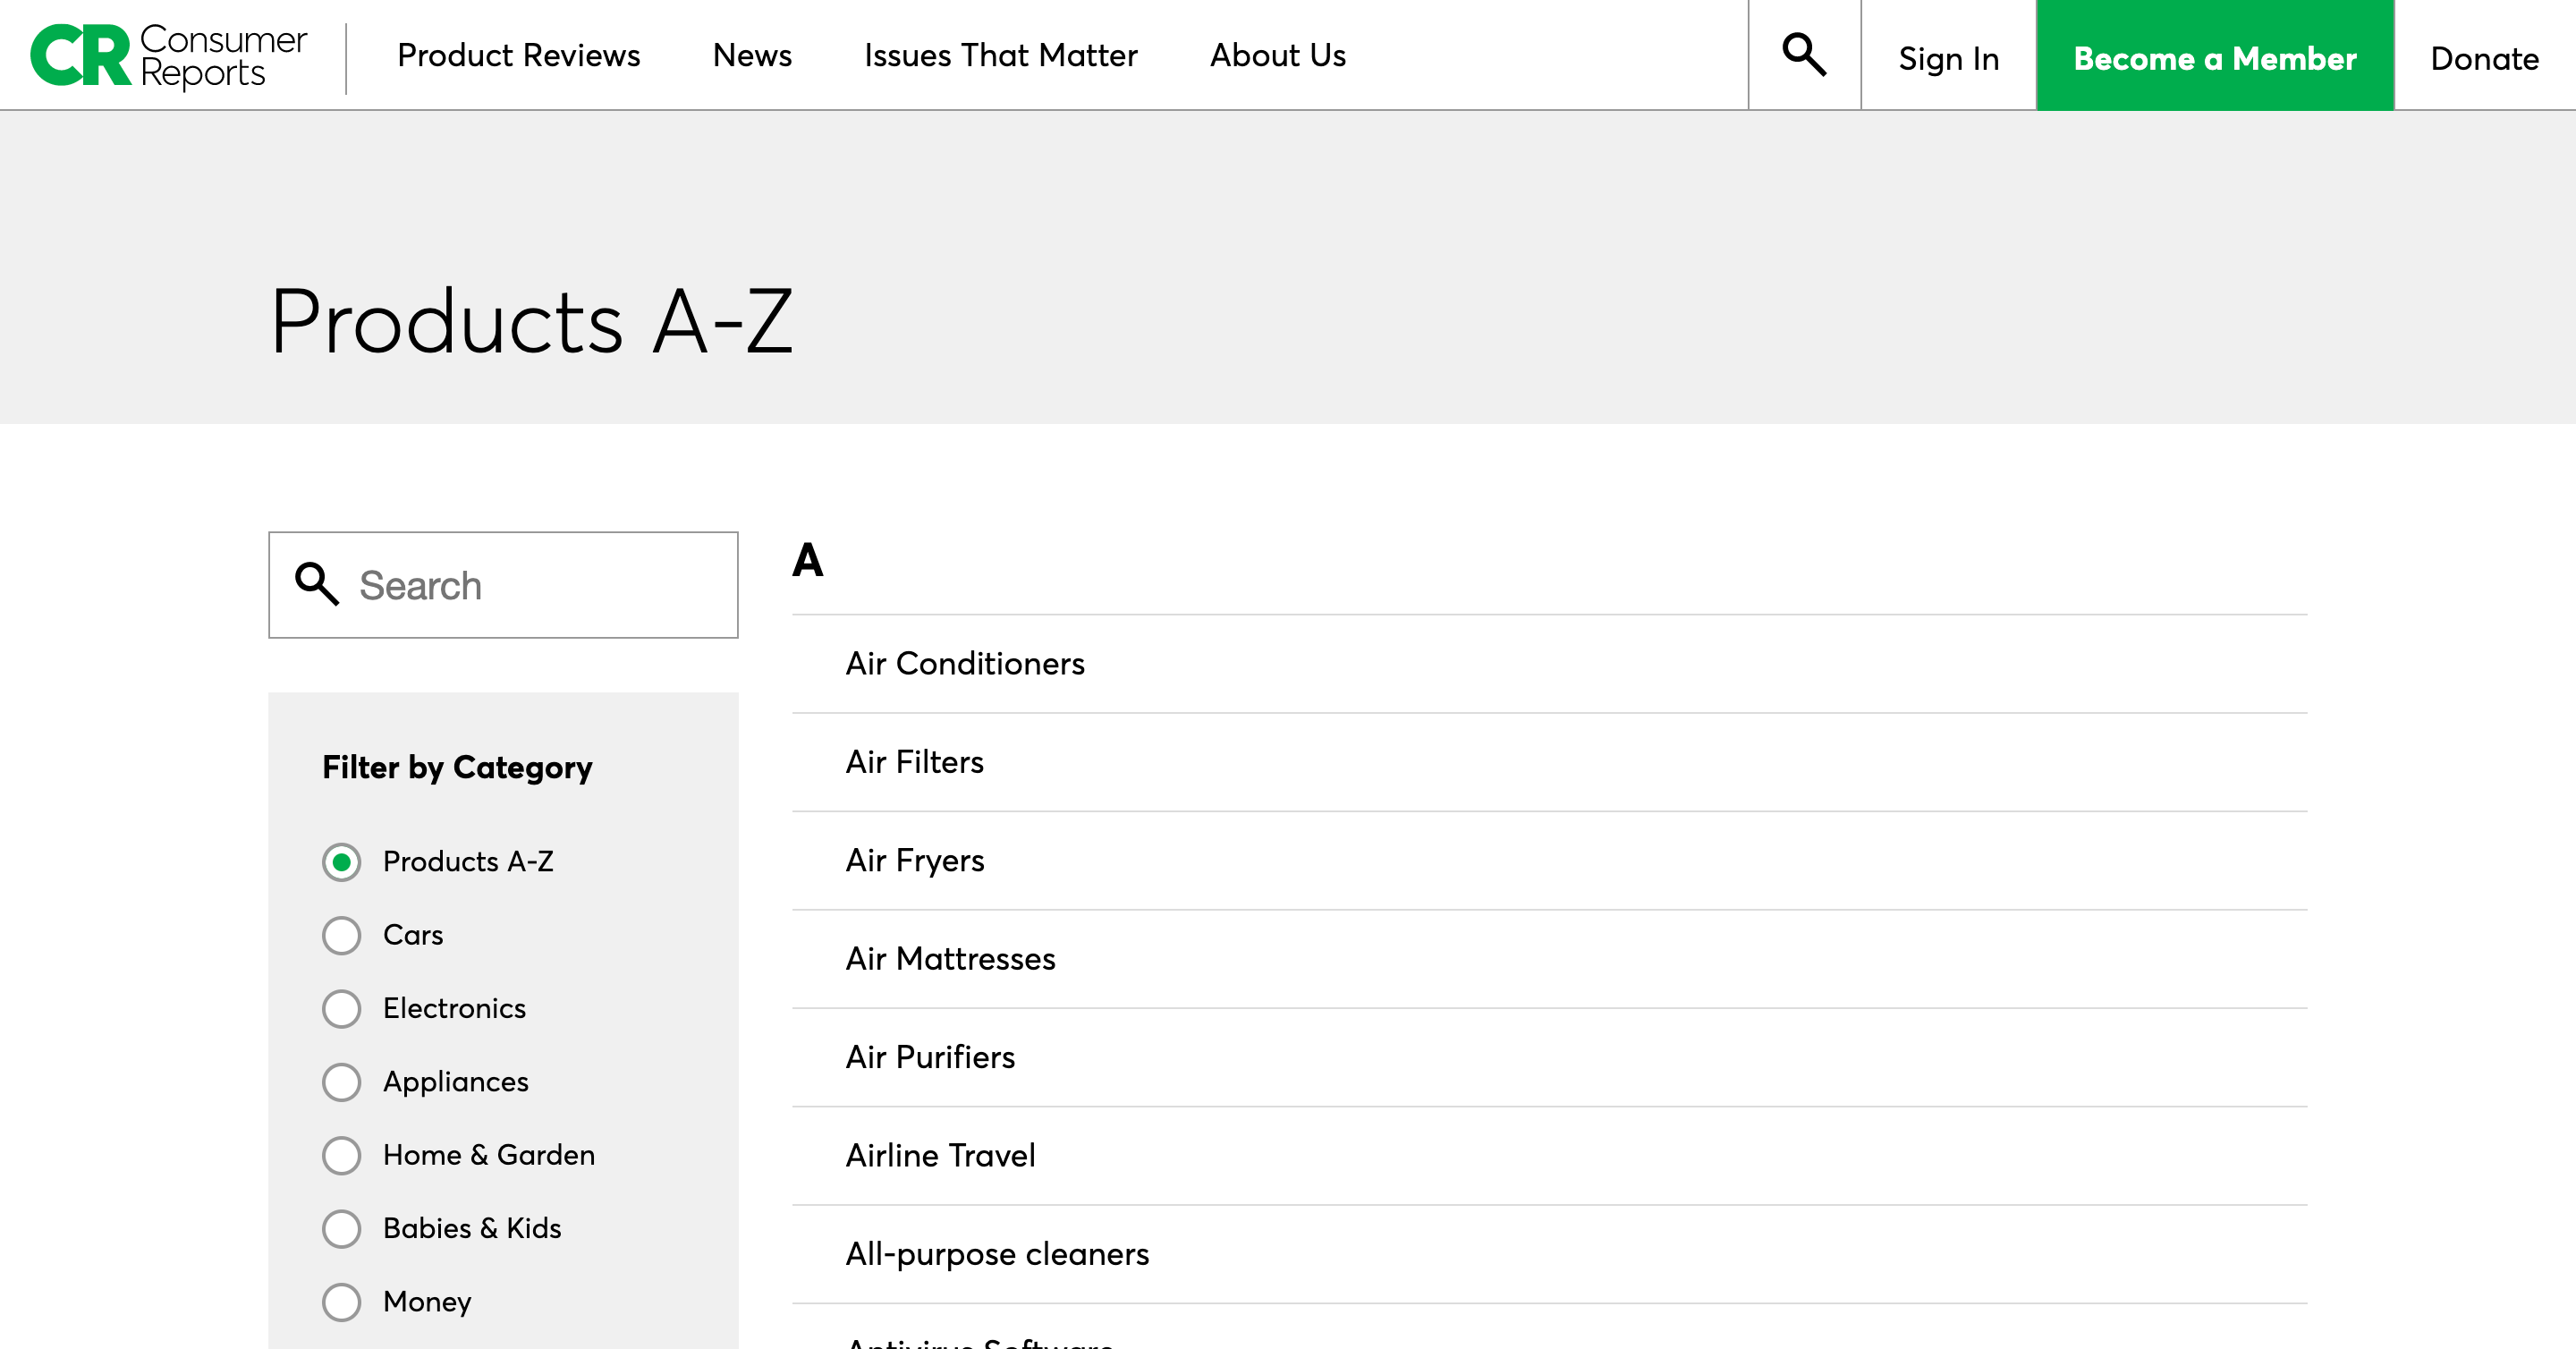 CR Consumer Reports
Product Reviews
News
Issues That Matter
About Us
Sign In
Become a Member
Donate
Products A-Z
Search
Filter by Category
Products A-Z
Cars
Electronics
Appliances
Home & Garden
Babies & Kids
Money
A
Air Conditioners
Air Filters
Air Fryers
Air Mattresses
Air Purifiers
Airline Travel
All-purpose cleaners
Antivirus Software